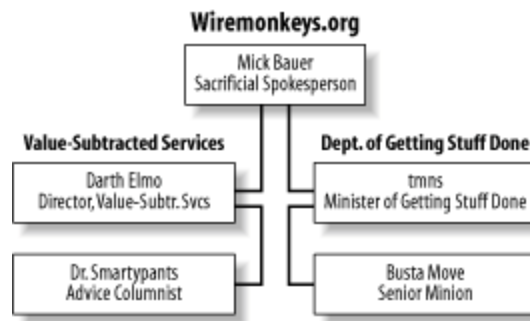 Wiremonkeys.org
Mick Bauer
Sacrificial Spokesperson
Value-Subtracted Services
Darth Elmo
Director, Value-Subtr. Svcs
Dr. Smartypants
Advice Columnist
Dept. of Getting Stuff Done
tmns
Minister of Getting Stuff Done
Busta Move
Senior Minion